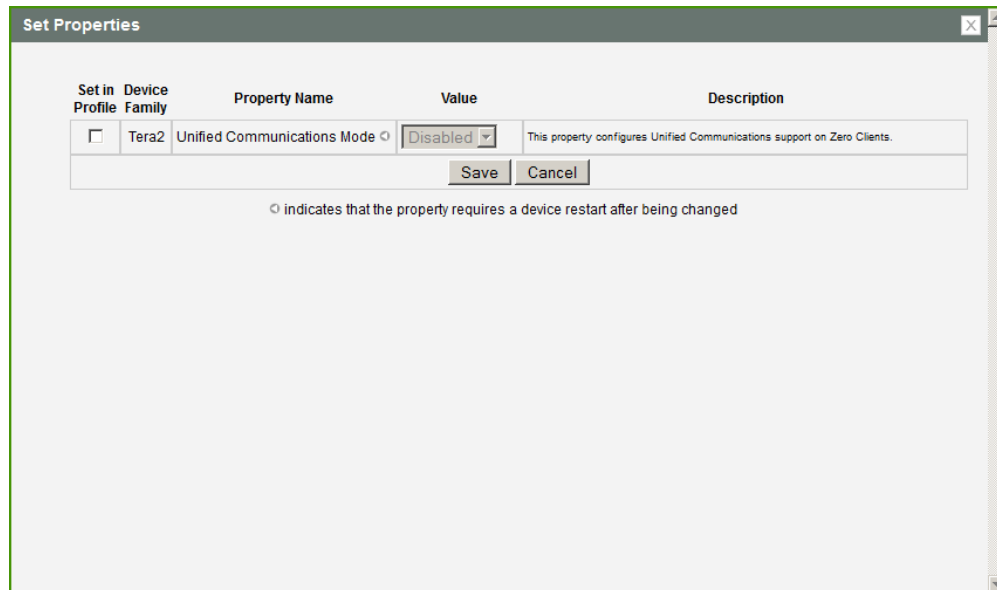 Set Properties
X
Set in Profile Device Family Property Name Value Description
Tera2 Unified Communications Mode Disabled This property configures Unified Communications support on Zero Clients.
Save Cancel
indicates that the property requires a device restart after being changed